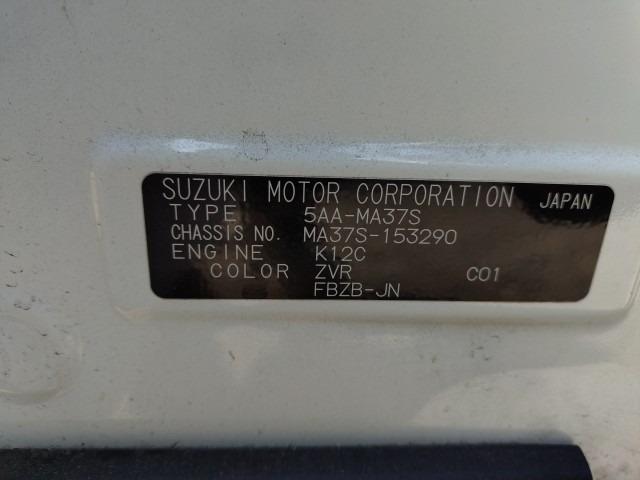 SUZUKI MOTOR CORPORATION JAPAN
TYPE 5AA-MA37S
CHASSIS NO. MA37S-153290
ENGINE K12C
COLOR ZVR C01
FBZB-JN